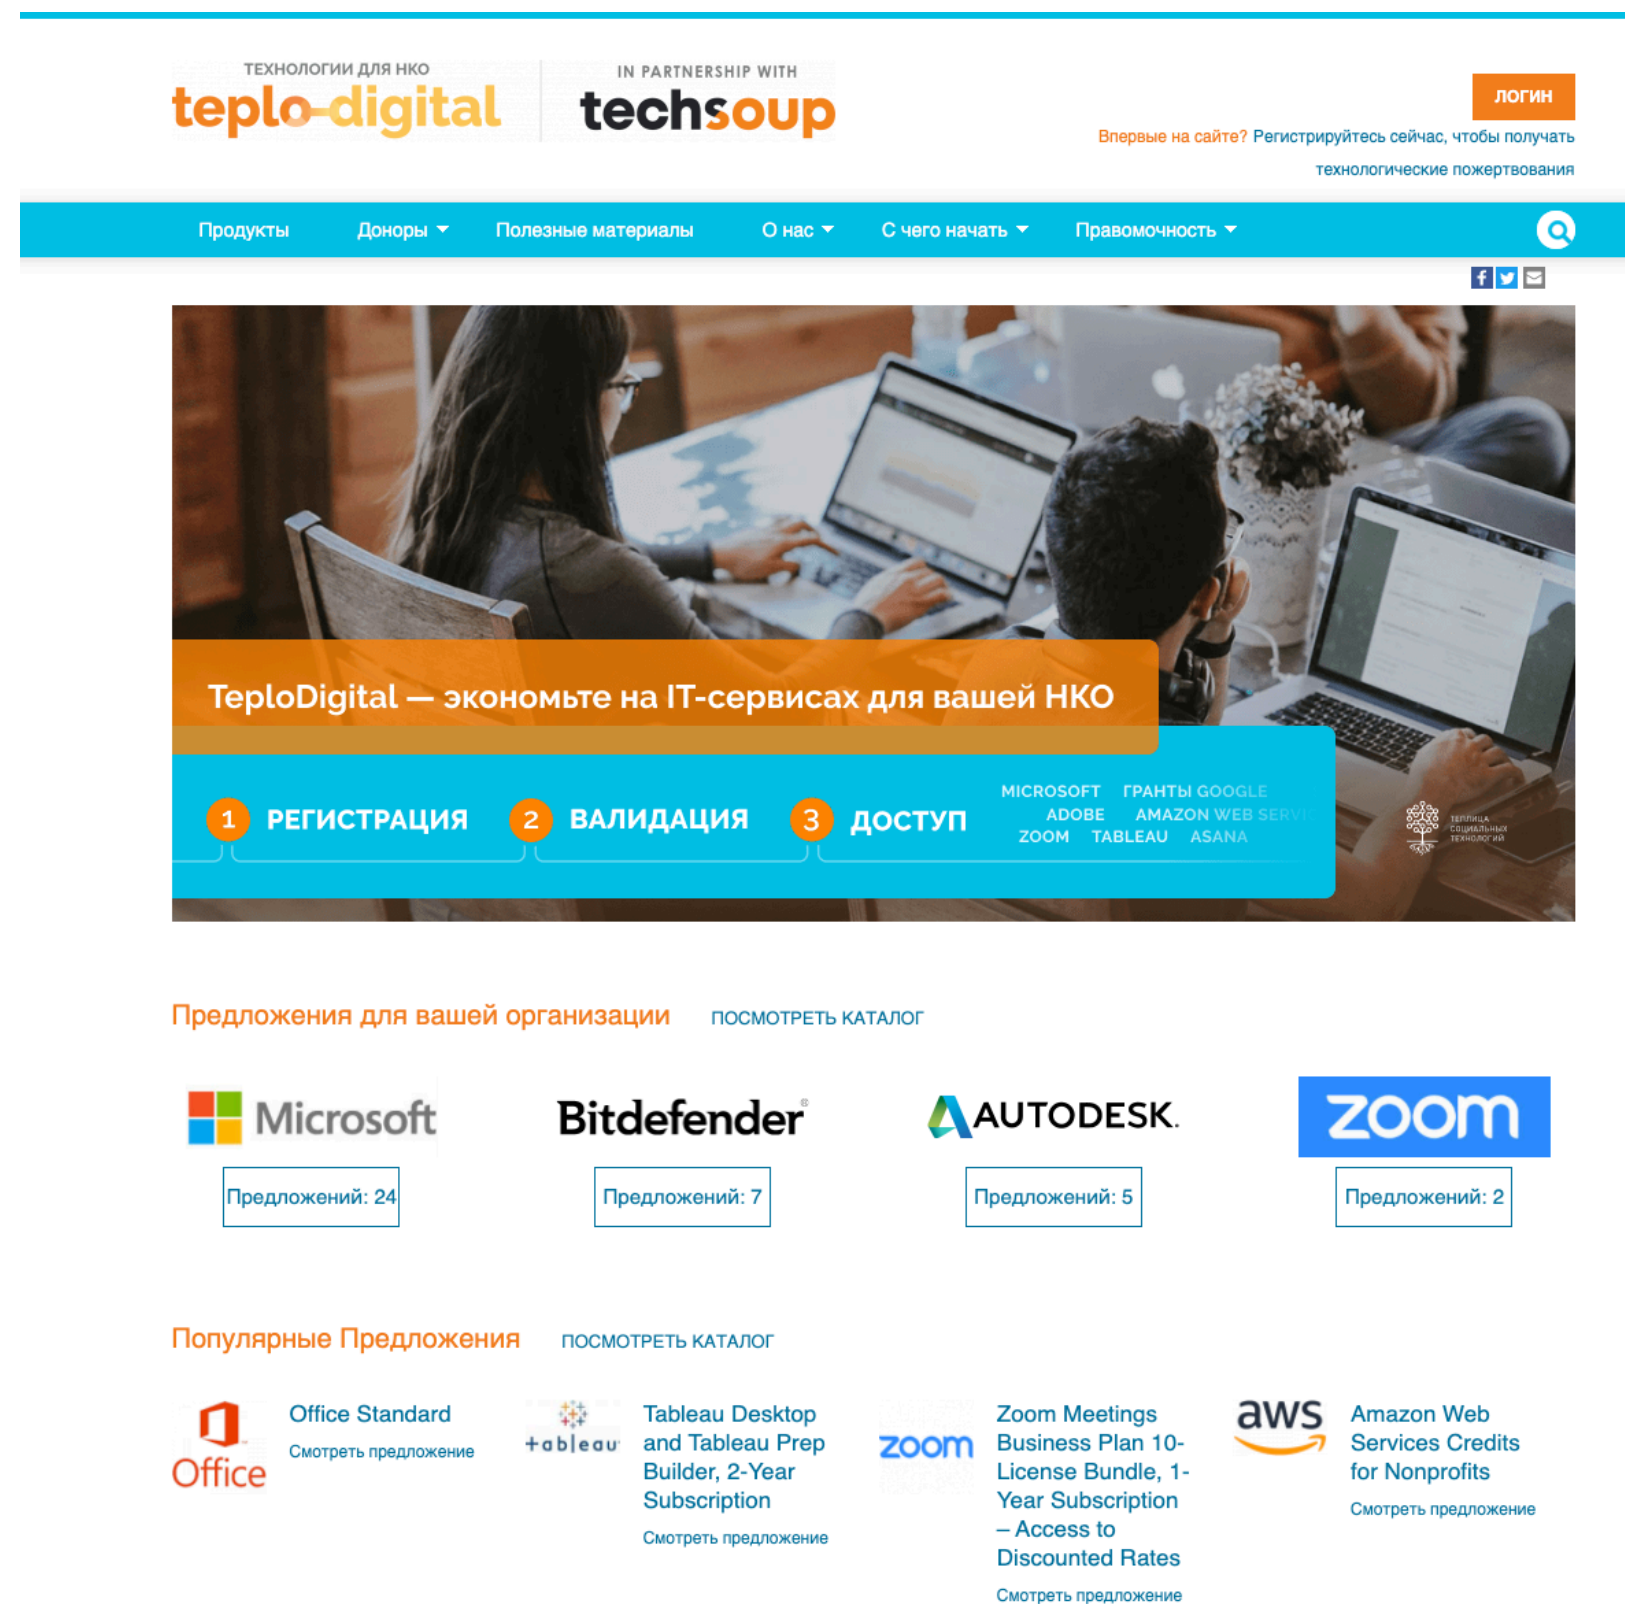 ТЕХНОЛОГИИ ДЛЯ НКО
teplo-digital
IN PARTNERSHIP WITH
techsoup
ЛОГИН
Впервые на сайте? Регистрируйтесь сейчас, чтобы получать
технологические пожертвования
Продукты Доноры Полезные материалы О нас С чего начать Правомочность
TeploDigital — экономьте на IT-сервисах для вашей НКО
1 РЕГИСТРАЦИЯ 2 ВАЛИДАЦИЯ 3 ДОСТУП
MICROSOFT ГРАНТЫ GOOGLE
ADOBE AMAZON WEB SERVIC
ZOOM TABLEAU ASANA
ТЕПЛИЦА
СОЦИАЛЬНЫХ
ТЕХНОЛОГИЙ
Предложения для вашей организации ПОСМОТРЕТЬ КАТАЛОГ
Microsoft
Bitdefender®
AUTODESK.
zoom
Предложений: 24
Предложений: 7
Предложений: 5
Предложений: 2
Популярные Предложения ПОСМОТРЕТЬ КАТАЛОГ
Office
Office Standard
Смотреть предложение
+ableau
Tableau Desktop
and Tableau Prep
Builder, 2-Year
Subscription
Смотреть предложение
zoom
Zoom Meetings
Business Plan 10-
License Bundle, 1-
Year Subscription
– Access to
Discounted Rates
Смотреть предложение
aws
Amazon Web
Services Credits
for Nonprofits
Смотреть предложение